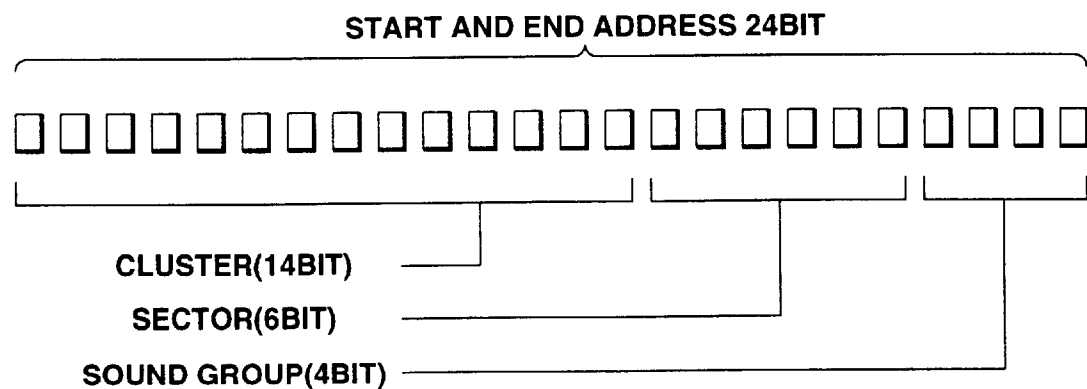 START AND END ADDRESS 24BIT
CLUSTER(14BIT)
SECTOR(6BIT)
SOUND GROUP(4BIT)